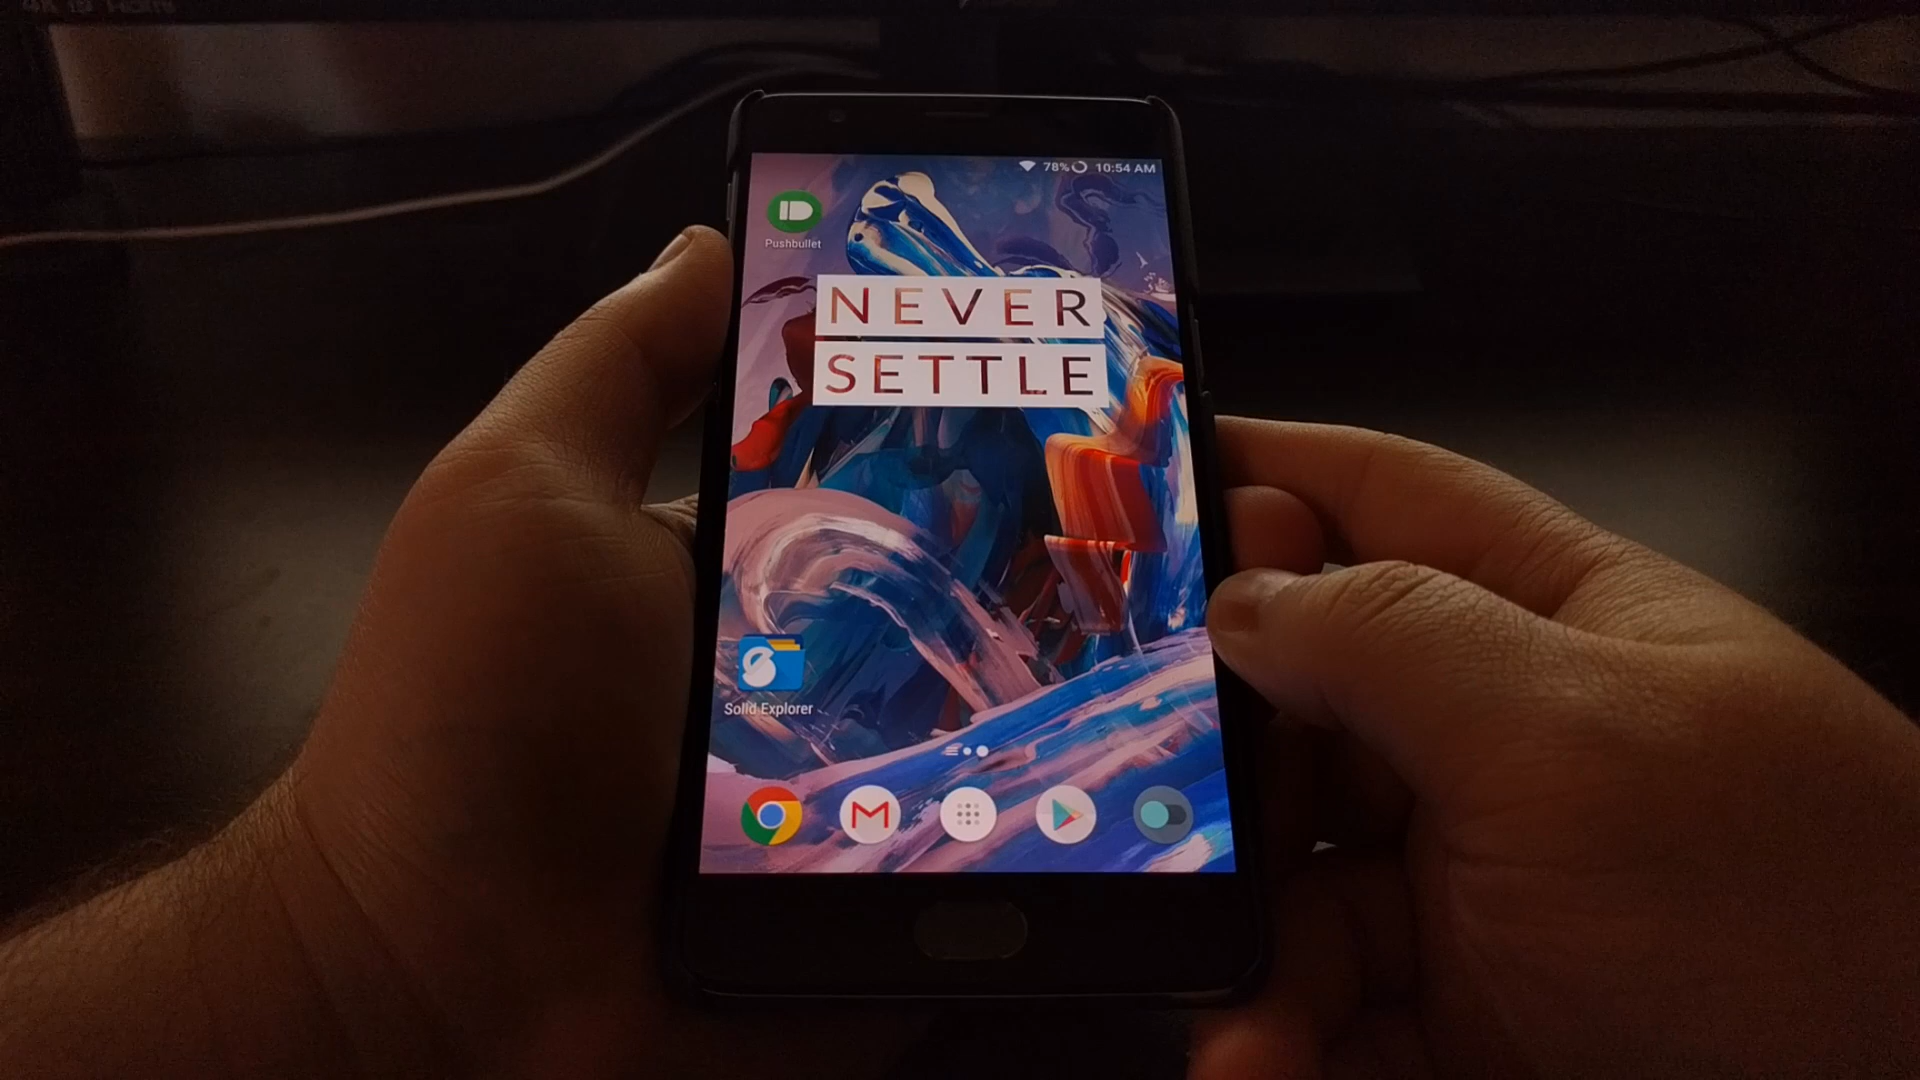 78% 10:54 AM
Pushbullet
NEVER
SETTLE
Solid Explorer